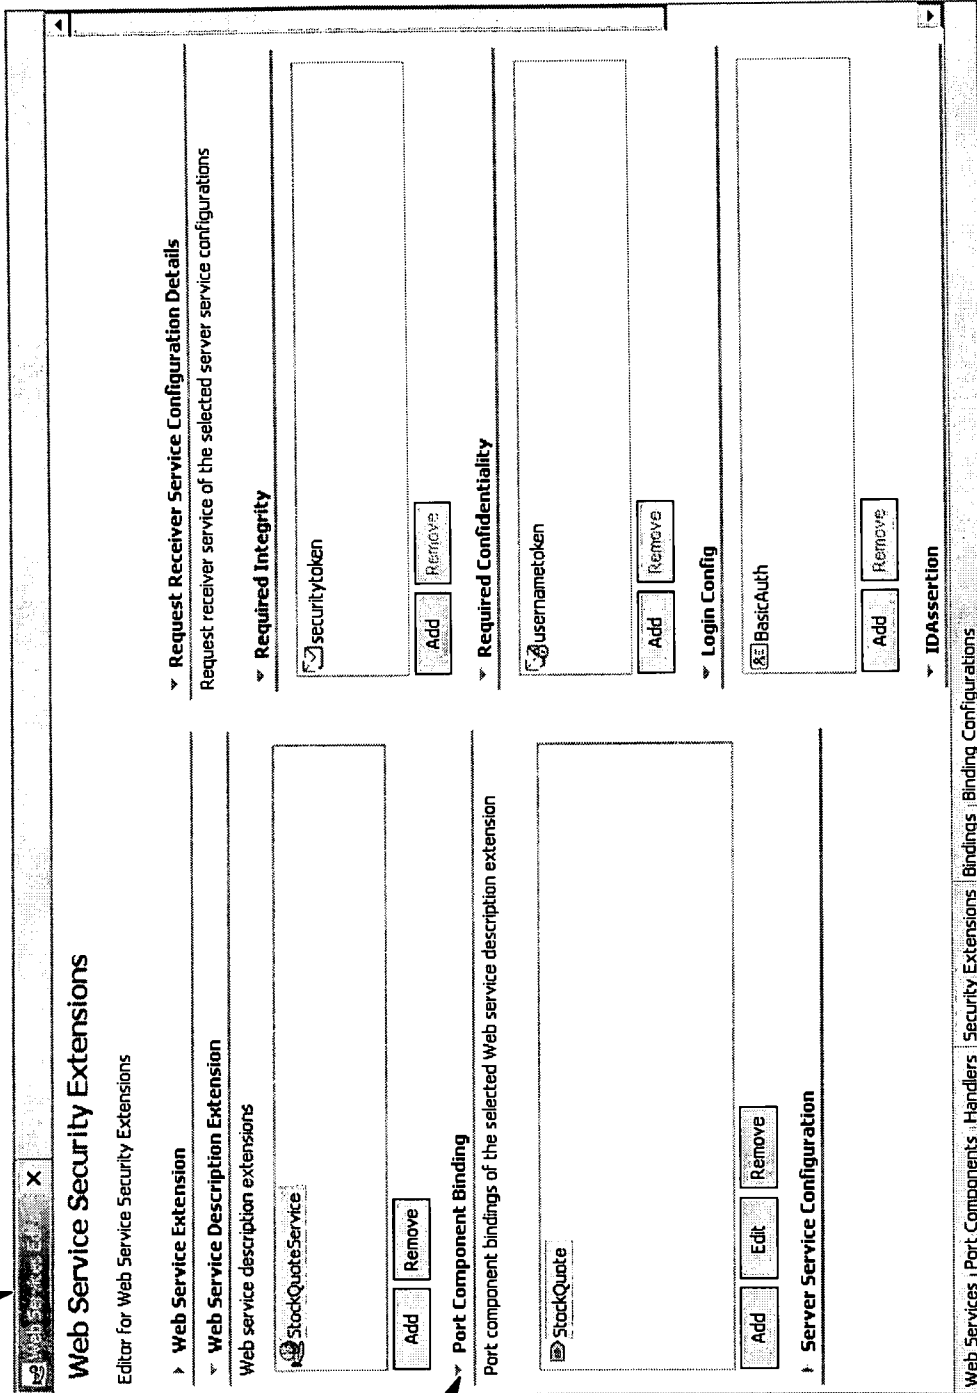 Web Service Security Extensions
Editor for Web Service Security Extensions
Web Service Extension
Web Service Description Extension
Web service description extensions
StockQuoteService
Add
Remove
Port Component Binding
Port component bindings of the selected Web service description extension
StockQuote
Add
Edit
Remove
Server Service Configuration
Request Receiver Service Configuration Details
Request receiver service of the selected server service configurations
Required Integrity
securitytoken
Add
Remove
Required Confidentiality
usernametoken
Add
Remove
Login Config
BasicAuth
Add
Remove
IDAssertion
Web Services Port Components Handlers Security Extensions Bindings Binding Configurations